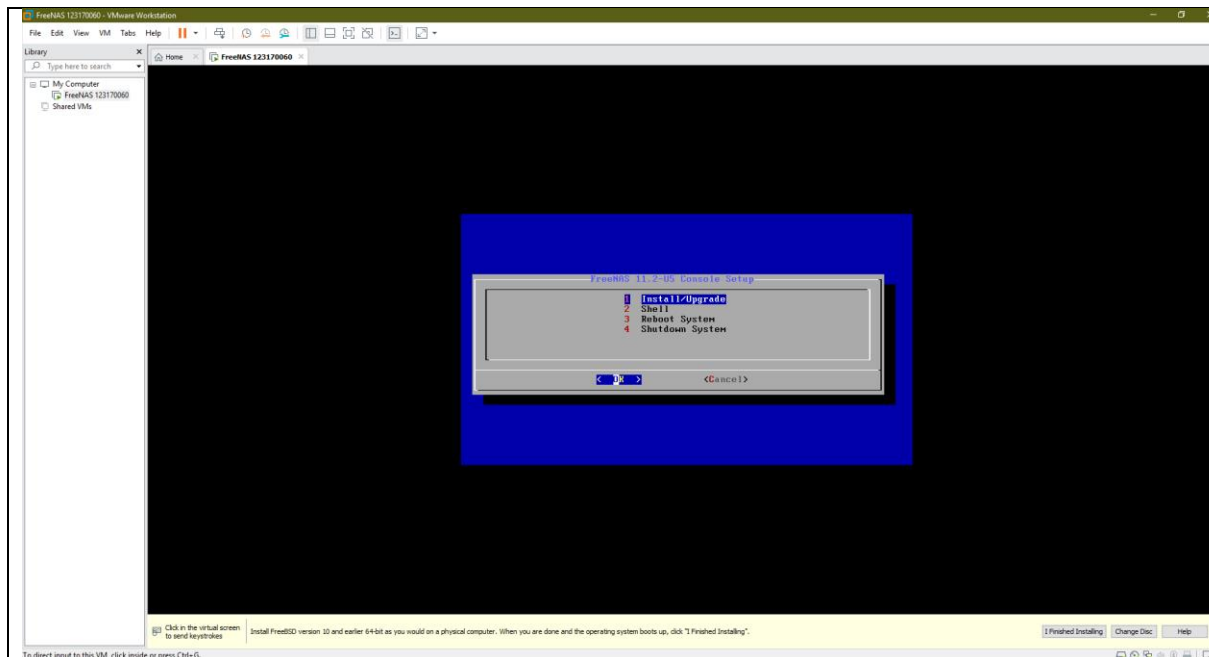 FreeNAS 123170060 - VMware Workstation
File Edit View VM Tabs Help
Library
Type here to search
My Computer
FreeNAS 123170060
Shared VMs
Home
FreeNAS 123170060
FreeNAS 11.2-U5 Console Setup
1 Install/Upgrade
2 Shell
3 Reboot System
4 Shutdown System
< OK > <Cancel>
Click in the virtual screen
to send keystrokes
Install FreeBSD version 10 and earlier 64-bit as you would on a physical computer. When you are done and the operating system boots up, click "I Finished Installing".
I Finished Installing Change Disc Help
To direct input to this VM, click inside or press Ctrl+G.